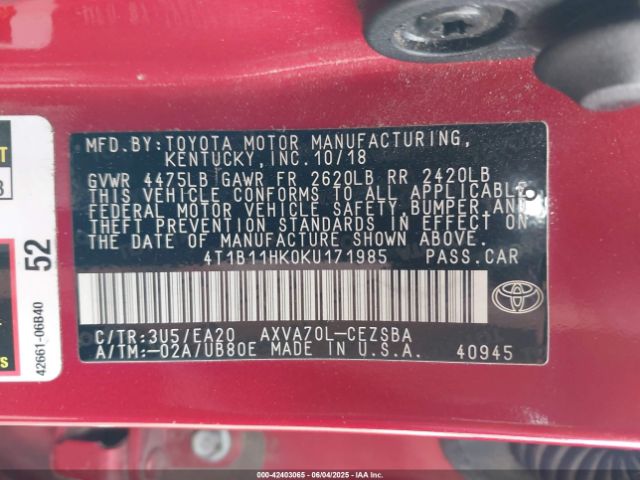 MFD.BY:TOYOTA MOTOR MANUFACTURING,
KENTUCKY, INC.10/18
GVWR 4475LB GAWR FR 2620LB RR 2420LB
THIS VEHICLE CONFORMS TO ALL APPLICABLE
FEDERAL MOTOR VEHICLE SAFETY, BUMPER AND
THEFT PREVENTION STANDARDS IN EFFECT ON
THE DATE OF MANUFACTURE SHOWN ABOVE.
4T1B11HK0KU171985 PASS.CAR
C/TR:3U5/EA20 AXVA70L-CEZSBA
A/TM:-02A/UB80E MADE IN U.S.A. 40945
52
42661-06B40
000-42403065 - 06/04/2025 - IAAI.COM